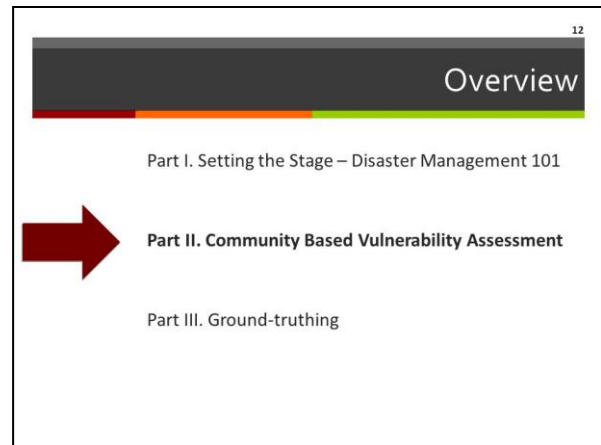 12
Overview
Part I. Setting the Stage – Disaster Management 101
Part II. Community Based Vulnerability Assessment
Part III. Ground-truthing